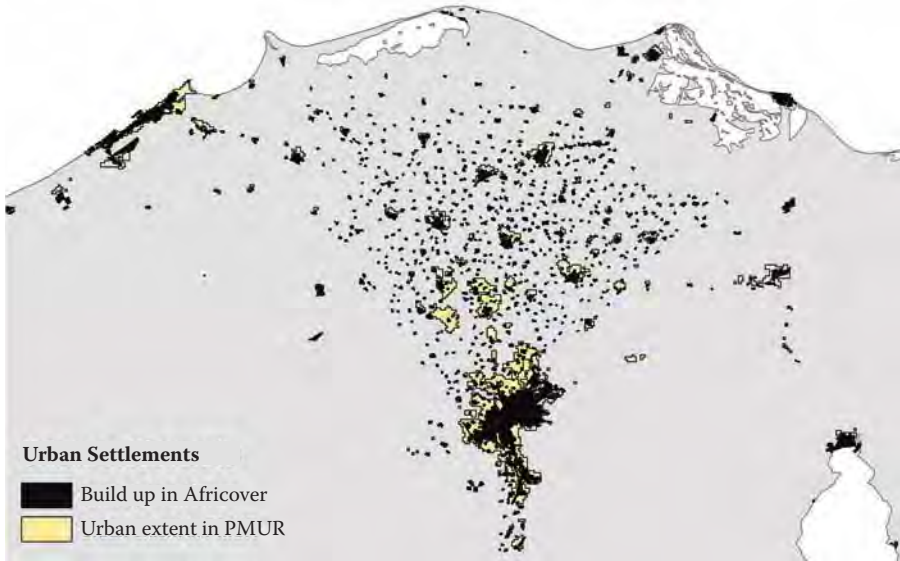 Urban Settlements
Build up in Africover
Urban extent in PMUR